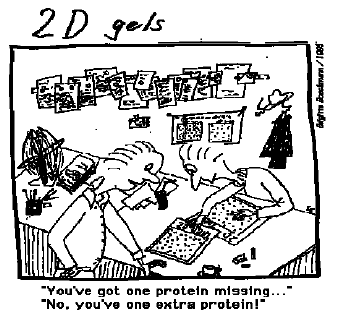 2D gels
"You've got one protein missing..."
"No, you've one extra protein!"